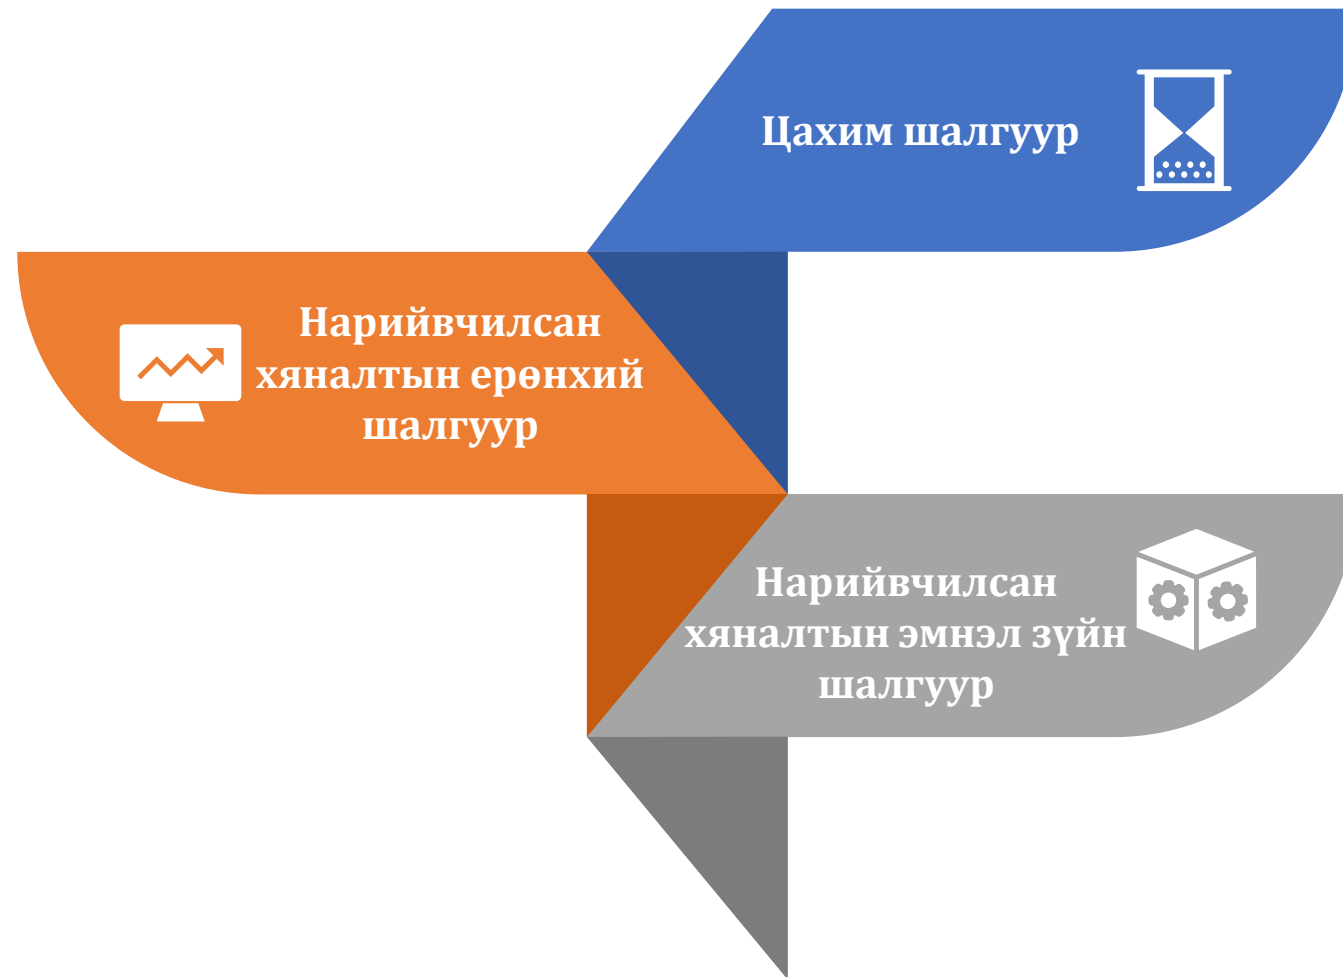 Цахим шалгуур
Нарийвчилсан
хяналтын ерөнхий
шалгуур
Нарийвчилсан
хяналтын эмнэл зүйн
шалгуур